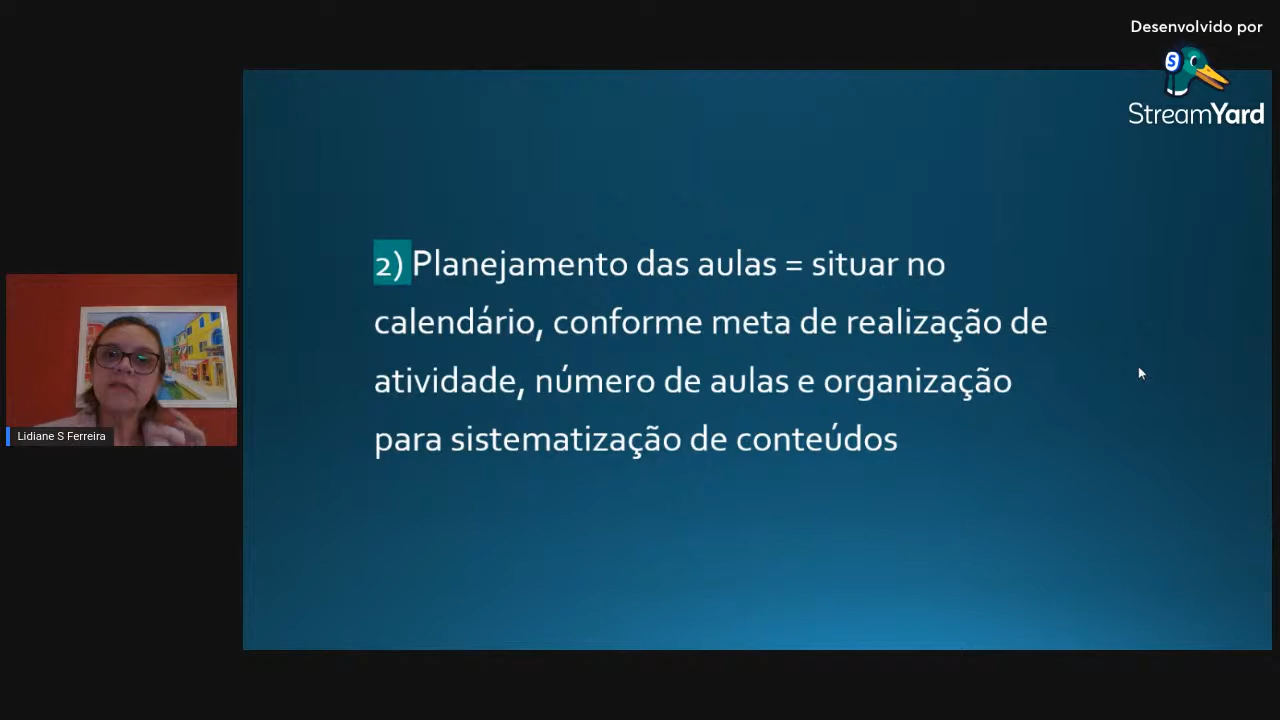 Desenvolvido por
StreamYard
2) Planejamento das aulas = situar no
calendário, conforme meta de realização de
atividade, número de aulas e organização
para sistematização de conteúdos
Lidiane S Ferreira